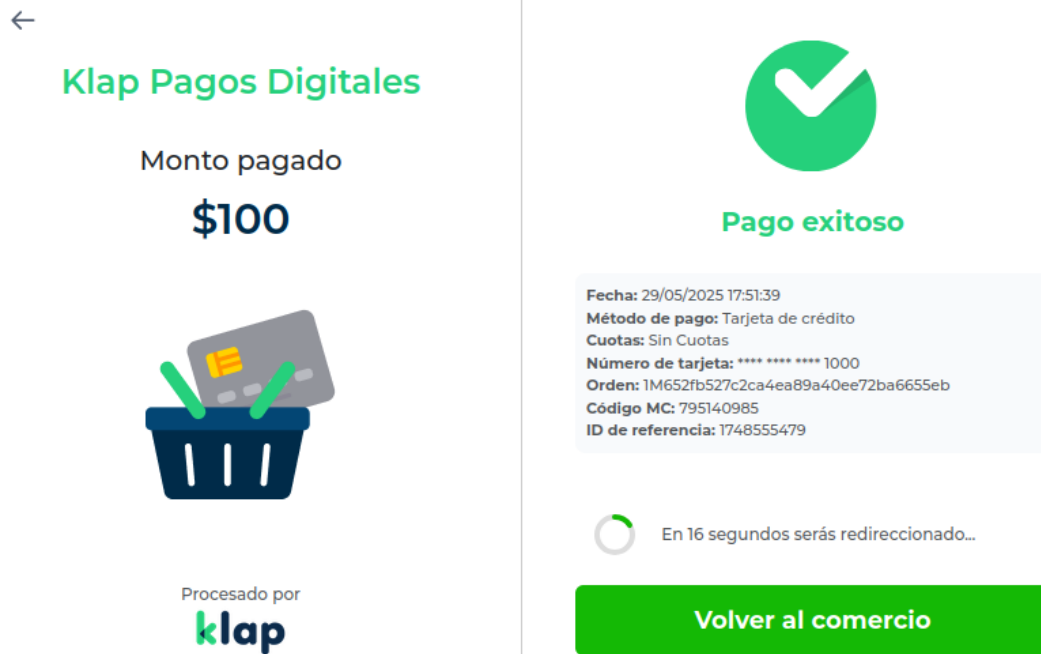 Klap Pagos Digitales
Monto pagado
$100
Procesado por
klap
Pago exitoso
Fecha: 29/05/2025 17:51:39
Método de pago: Tarjeta de crédito
Cuotas: Sin Cuotas
Número de tarjeta: **** **** **** 1000
Orden: 1M652fb527c2ca4ea89a40ee72ba6655eb
Código MC: 795140985
ID de referencia: 1748555479
En 16 segundos serás redireccionado...
Volver al comercio